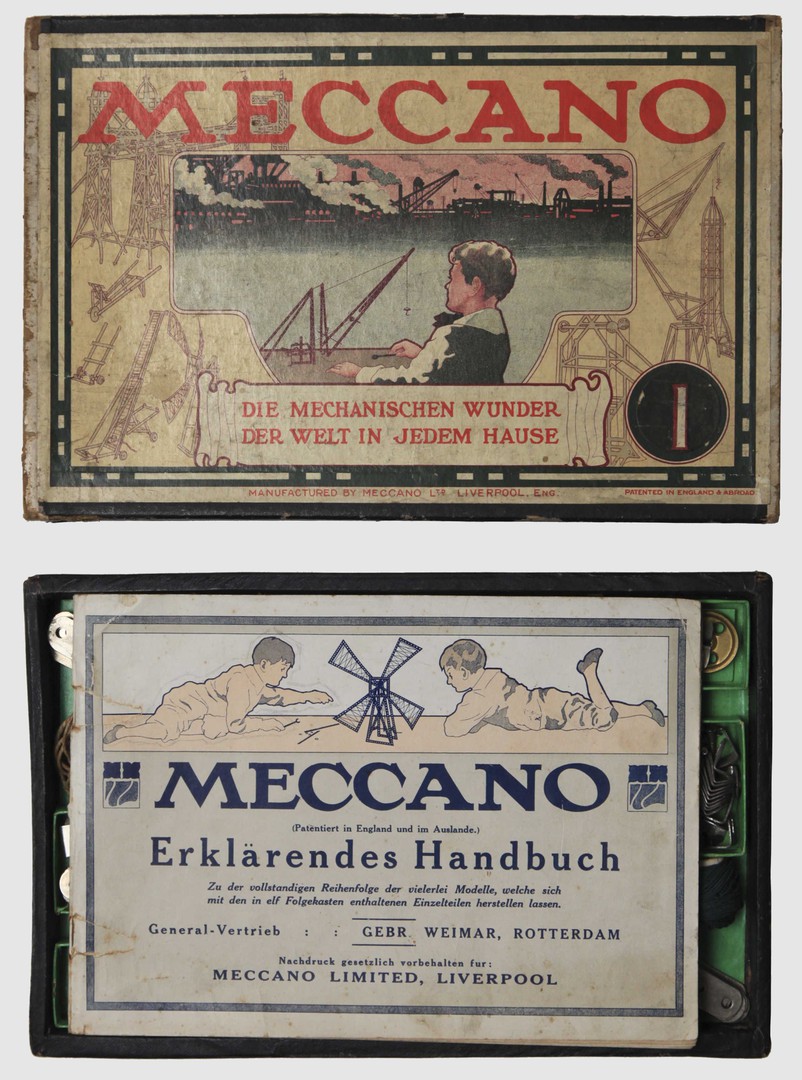 MECCANO
DIE MECHANISCHEN WUNDER
DER WELT IN JEDEM HAUSE
1
MANUFACTURED BY MECCANO LTD LIVERPOOL, ENG.
PATENTED IN ENGLAND & ABROAD
MECCANO
(Patentiert in England und im Auslande.)
Erklärendes Handbuch
Zu der vollstandigen Reihenfolge der vielerlei Modelle, welche sich
mit den in elf Folgekasten enthaltenen Einzelteilen herstellen lassen.
General-Vertrieb : : GEBR. WEIMAR, ROTTERDAM
Nachdruck gesetzlich vorbehalten fur:
MECCANO LIMITED, LIVERPOOL